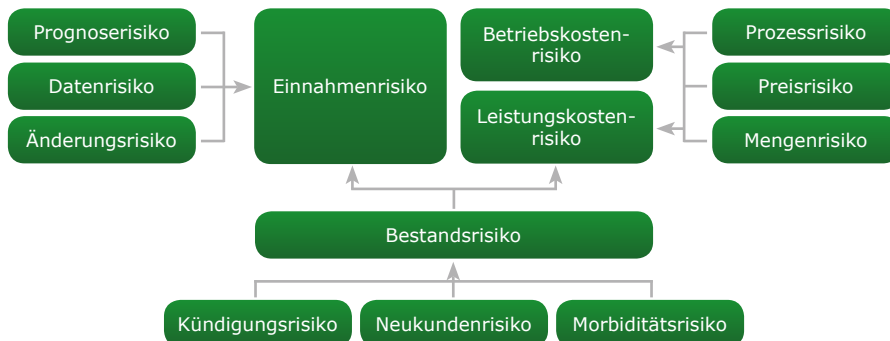 Prognoserisiko
Datenrisiko
Änderungsrisiko
Einnahmenrisiko
Betriebskosten-
risiko
Leistungskosten-
risiko
Prozessrisiko
Preisrisiko
Mengenrisiko
Bestandsrisiko
Kündigungsrisiko
Neukundenrisiko
Morbiditätsrisiko